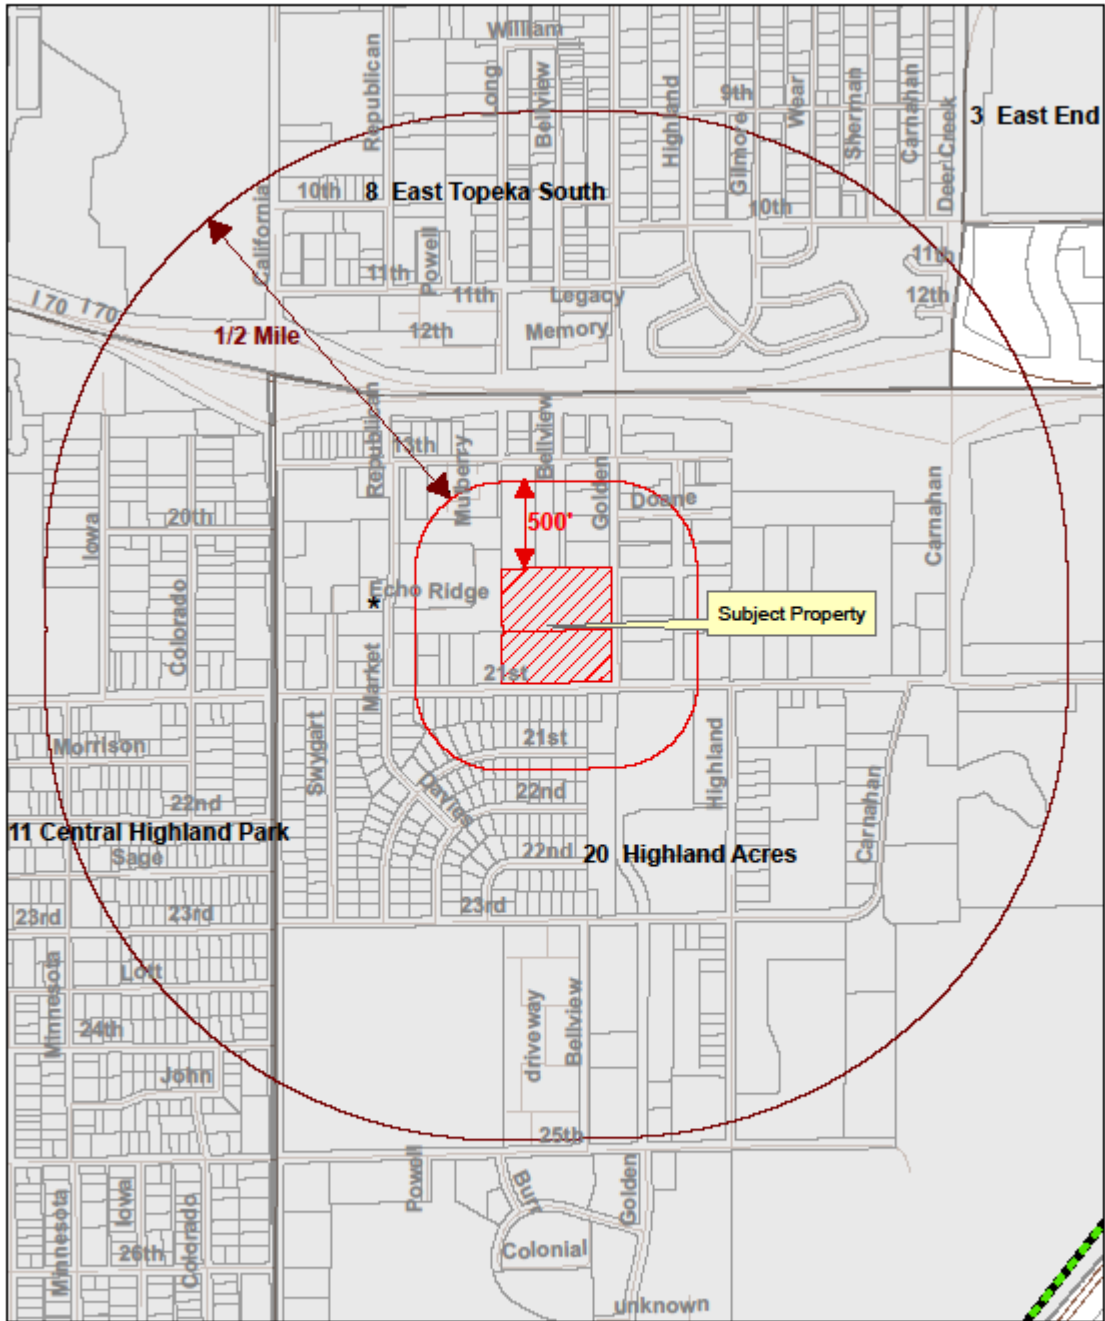 William
Republican
Long
Bellview
Highland
9th
Gilmore
Wear
Sherman
Carnahan
Deer Creek
3 East End
10th
8 East Topeka South
10th
California
11th
Powell
11th
Legacy
11th
12th
I 70
I 70
1/2 Mile
12th
Memory
Republican
13th
Mulberry
Bellview
Golden
Doane
Carnahan
Iowa
20th
500'
Colorado
*
Echo Ridge
Subject Property
Market
21st
Morrison
Swygart
21st
Highland
22nd
Davies
22nd
Carnahan
11 Central Highland Park
Sage
22nd
20 Highland Acres
23rd
23rd
23rd
Minnesota
Lott
driveway
Bellview
24th
John
25th
Minnesota
Iowa
Colorado
26th
Powell
Burr
Golden
Colonial
unknown